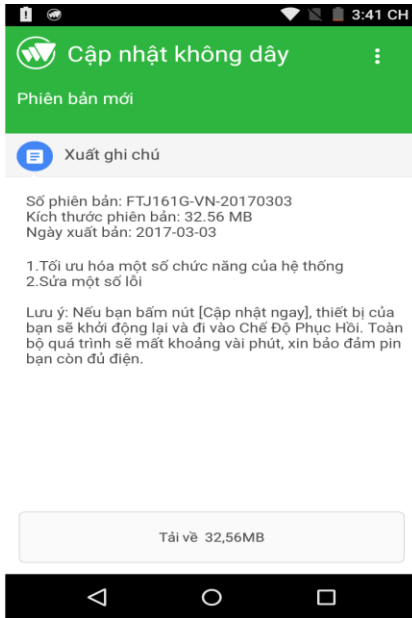 3:41 CH
Cập nhật không dây
Phiên bản mới
Xuất ghi chú
Số phiên bản: FTJ161G-VN-20170303
Kích thước phiên bản: 32.56 MB
Ngày xuất bản: 2017-03-03
1.Tối ưu hóa một số chức năng của hệ thống
2.Sửa một số lỗi
Lưu ý: Nếu bạn bấm nút [Cập nhật ngay], thiết bị của
bạn sẽ khởi động lại và đi vào Chế Độ Phục Hồi. Toàn
bộ quá trình sẽ mất khoảng vài phút, xin bảo đảm pin
bạn còn đủ điện.
Tải về 32,56MB